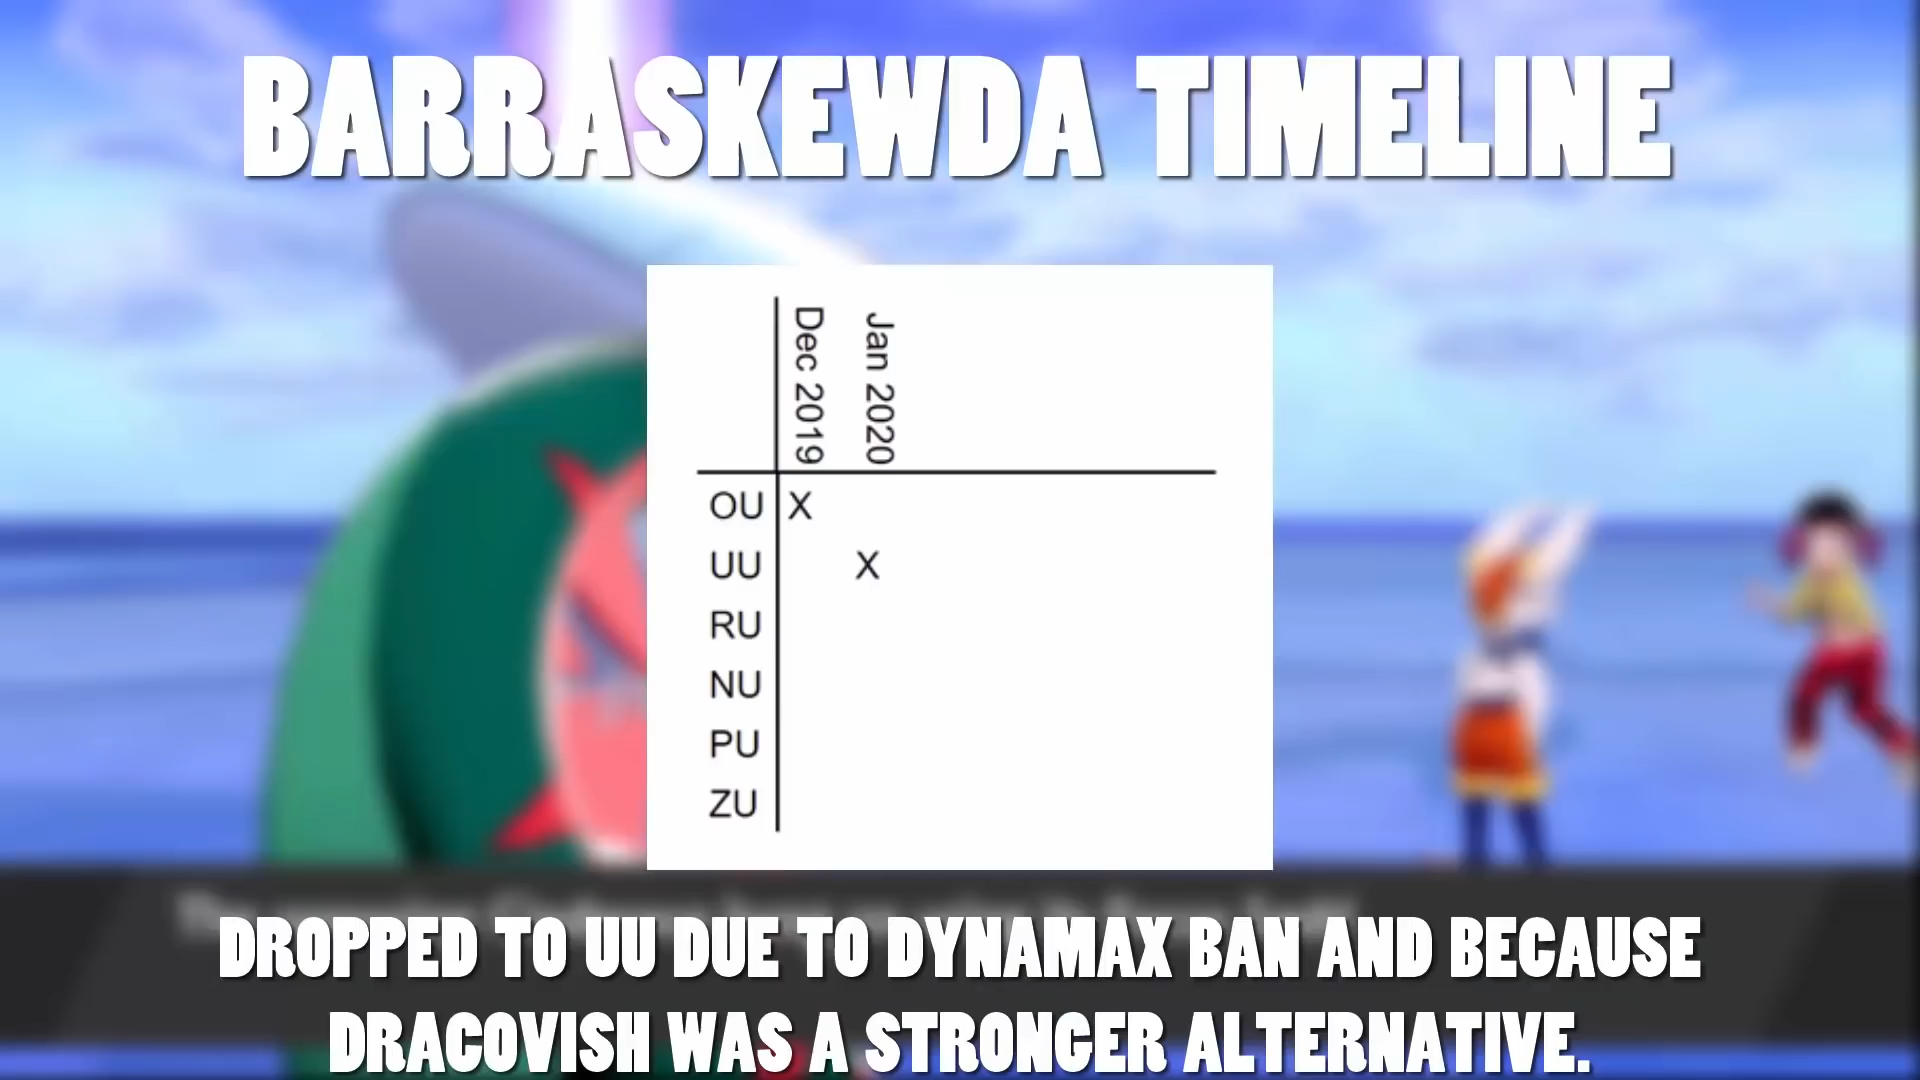 BARRASKEWDA TIMELINE
Dec 2019
Jan 2020
OU X
UU X
RU
NU
PU
ZU
DROPPED TO UU DUE TO DYNAMAX BAN AND BECAUSE
DRACOVISH WAS A STRONGER ALTERNATIVE.